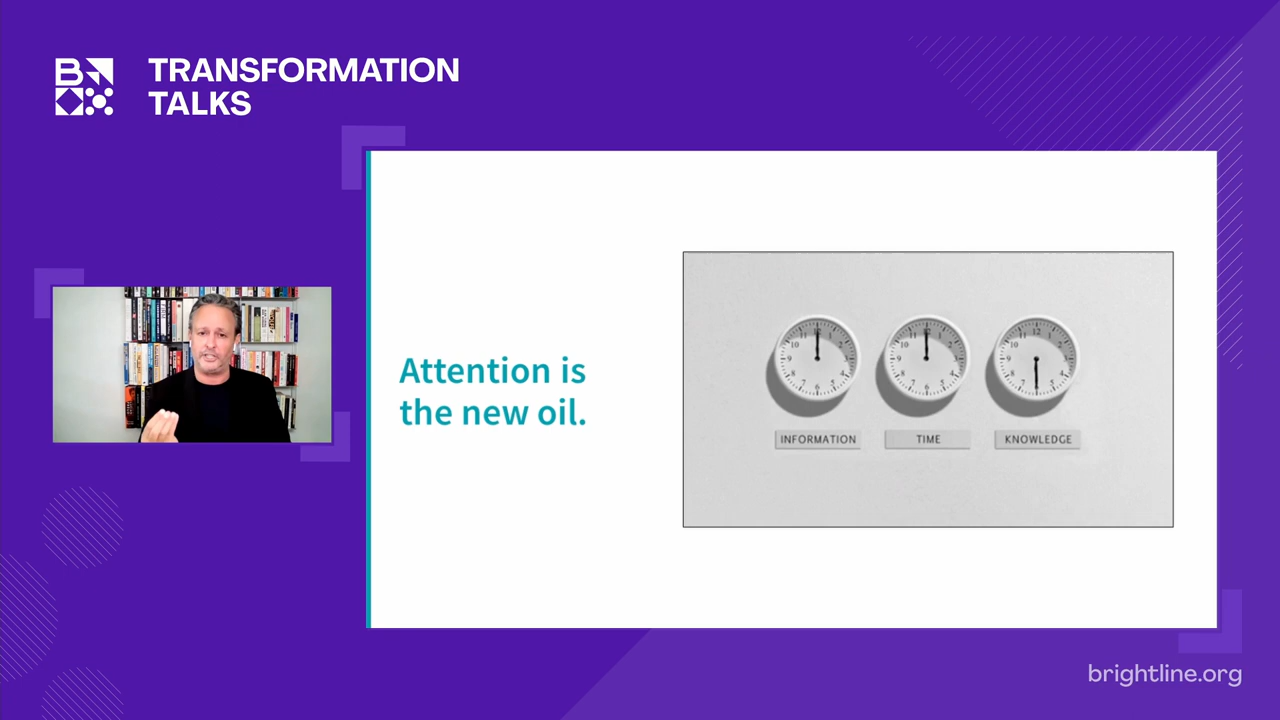 TRANSFORMATION
TALKS
Attention is
the new oil.
INFORMATION
TIME
KNOWLEDGE
brightline.org